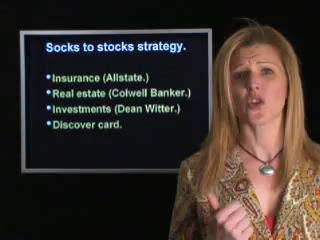 Socks to stocks strategy.
•Insurance (Allstate.)
•Real estate (Colwell Banker.)
•Investments (Dean Witter.)
•Discover card.